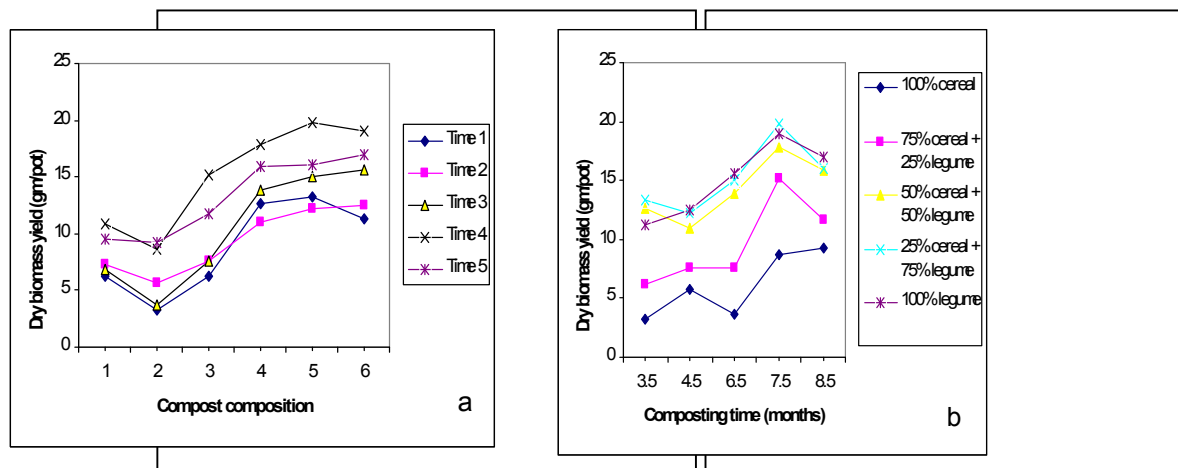 25
20
15
10
5
0
Dry biomass yield (gm/pot)
1 2 3 4 5 6
Compost composition
Time 1
Time 2
Time 3
Time 4
Time 5
a
25
20
15
10
5
0
Dry biomass yield (gm/pot)
3.5 4.5 6.5 7.5 8.5
Composting time (months)
100% cereal
75% cereal +
25% legume
50% cereal +
50% legume
25% cereal +
75% legume
100% legume
b